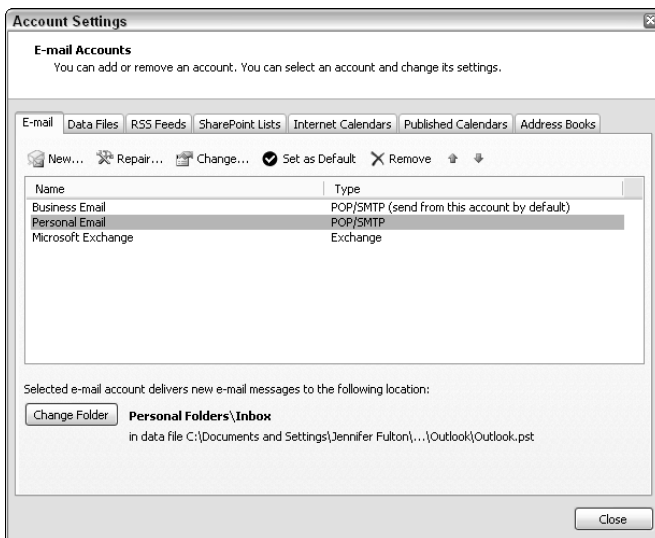 Account Settings
E-mail Accounts
You can add or remove an account. You can select an account and change its settings.
E-mail Data Files RSS Feeds SharePoint Lists Internet Calendars Published Calendars Address Books
New... Repair... Change... Set as Default Remove
Name Type
Business Email POP/SMTP (send from this account by default)
Personal Email POP/SMTP
Microsoft Exchange Exchange
Selected e-mail account delivers new e-mail messages to the following location:
Change Folder Personal Folders\Inbox
in data file C:\Documents and Settings\Jennifer Fulton\...\Outlook\Outlook.pst
Close